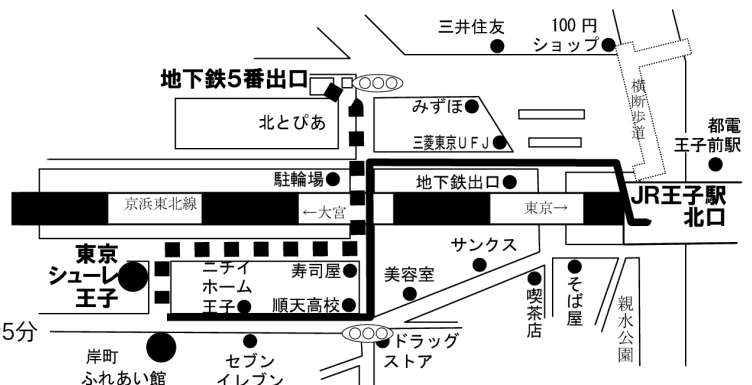 三井住友
100円
ショップ
地下鉄5番出口
横断歩道
みずほ
北とぴあ
三菱東京UFJ
都電
王子前駅
駐輪場
地下鉄出口
JR王子駅
北口
京浜東北線
←大宮
東京→
東京
シューレ
王子
サンクス
ニチイ
ホーム
王子
寿司屋
順天高校
美容室
喫茶店
そば屋
親水公園
5分
ドラッグ
ストア
岸町
ふれあい館
セブン
イレブン